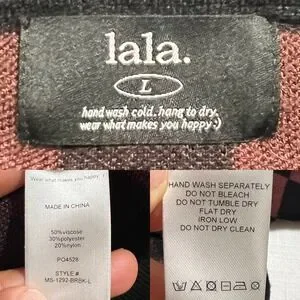 lala.
L
hand wash cold. hang to dry.
wear what makes you happy :)
Wear what makes you happy :)
MADE IN CHINA
50%viscose
30%polyester
20%nylon
PO4528
STYLE #
MS-1292-BRBK-L
HAND WASH SEPARATELY
DO NOT BLEACH
DO NOT TUMBLE DRY
FLAT DRY
IRON LOW
DO NOT DRY CLEAN